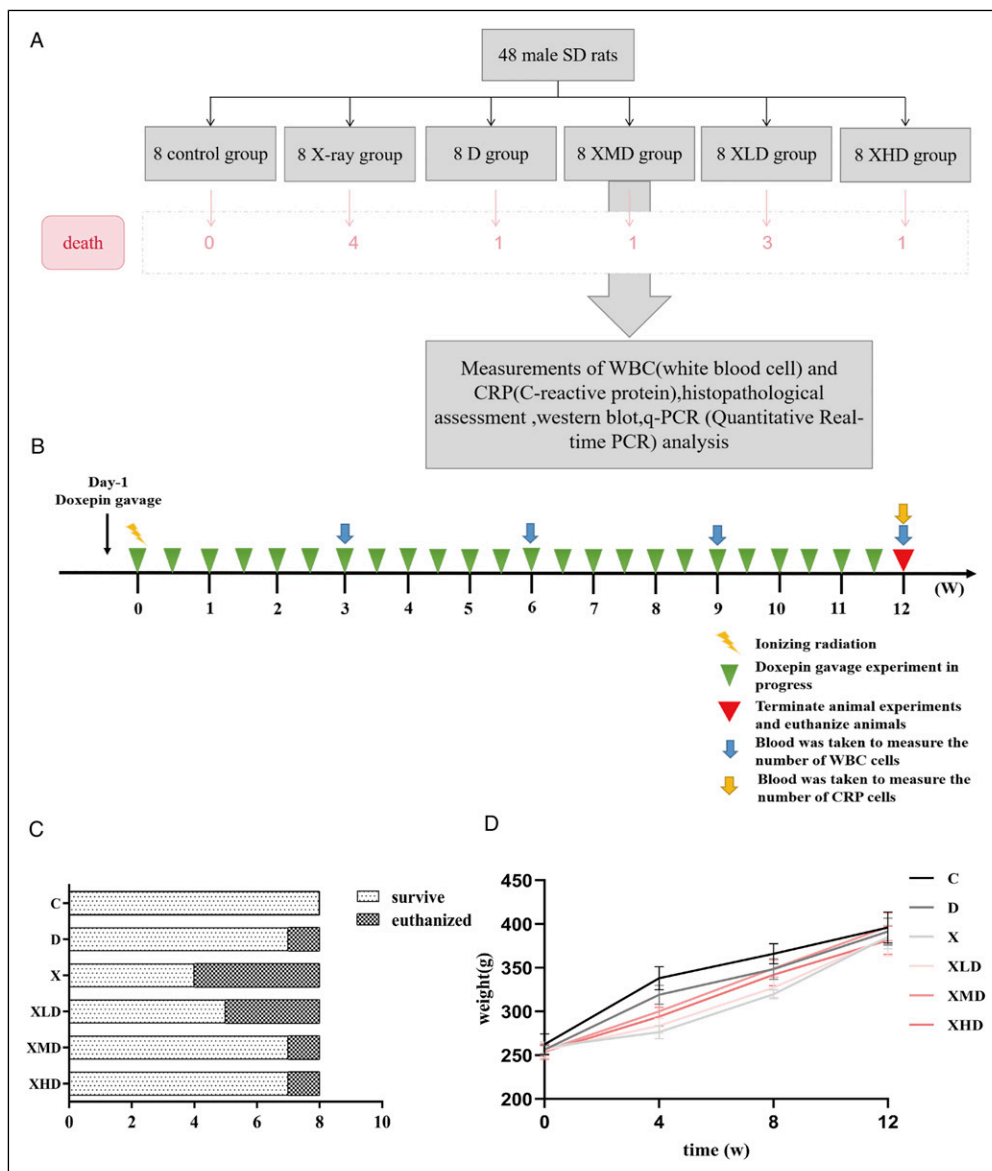 A
48 male SD rats
8 control group
8 X-ray group
8 D group
8 XMD group
8 XLD group
8 XHD group
death
0
4
1
1
3
1
Measurements of WBC(white blood cell) and
CRP(C-reactive protein),histopathological
assessment ,western blot,q-PCR (Quantitative Real-
time PCR) analysis
B
Day-1
Doxepin gavage
0
1
2
3
4
5
6
7
8
9
10
11
12
(W)
Ionizing radiation
Doxepin gavage experiment in
progress
Terminate animal experiments
and euthanize animals
Blood was taken to measure the
number of WBC cells
Blood was taken to measure the
number of CRP cells
C
C
D
X
XLD
XMD
XHD
0
2
4
6
8
10
survive
euthanized
D
450
400
350
300
250
200
weight(g)
0
4
8
12
time (w)
C
D
X
XLD
XMD
XHD